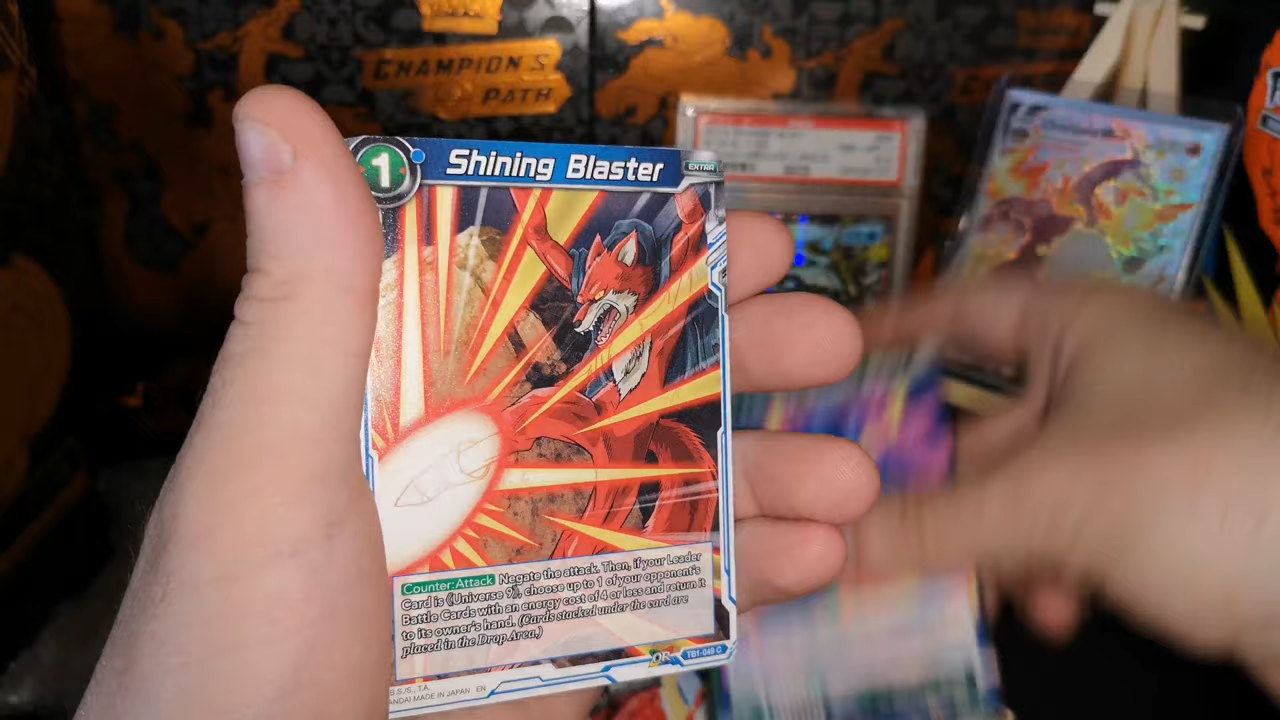 CHAMPION'S
PATH
1
Shining Blaster
EXTRA
Counter:Attack Negate the attack. Then, if your Leader
Card is 《Universe 9》, choose up to 1 of your opponent's
Battle Cards with an energy cost of 4 or less and return it
to its owner's hand. (Cards stacked under the card are
placed in the Drop Area.)
TB1-049 C
B.S./S., T.A.
ANDAI MADE IN JAPAN EN